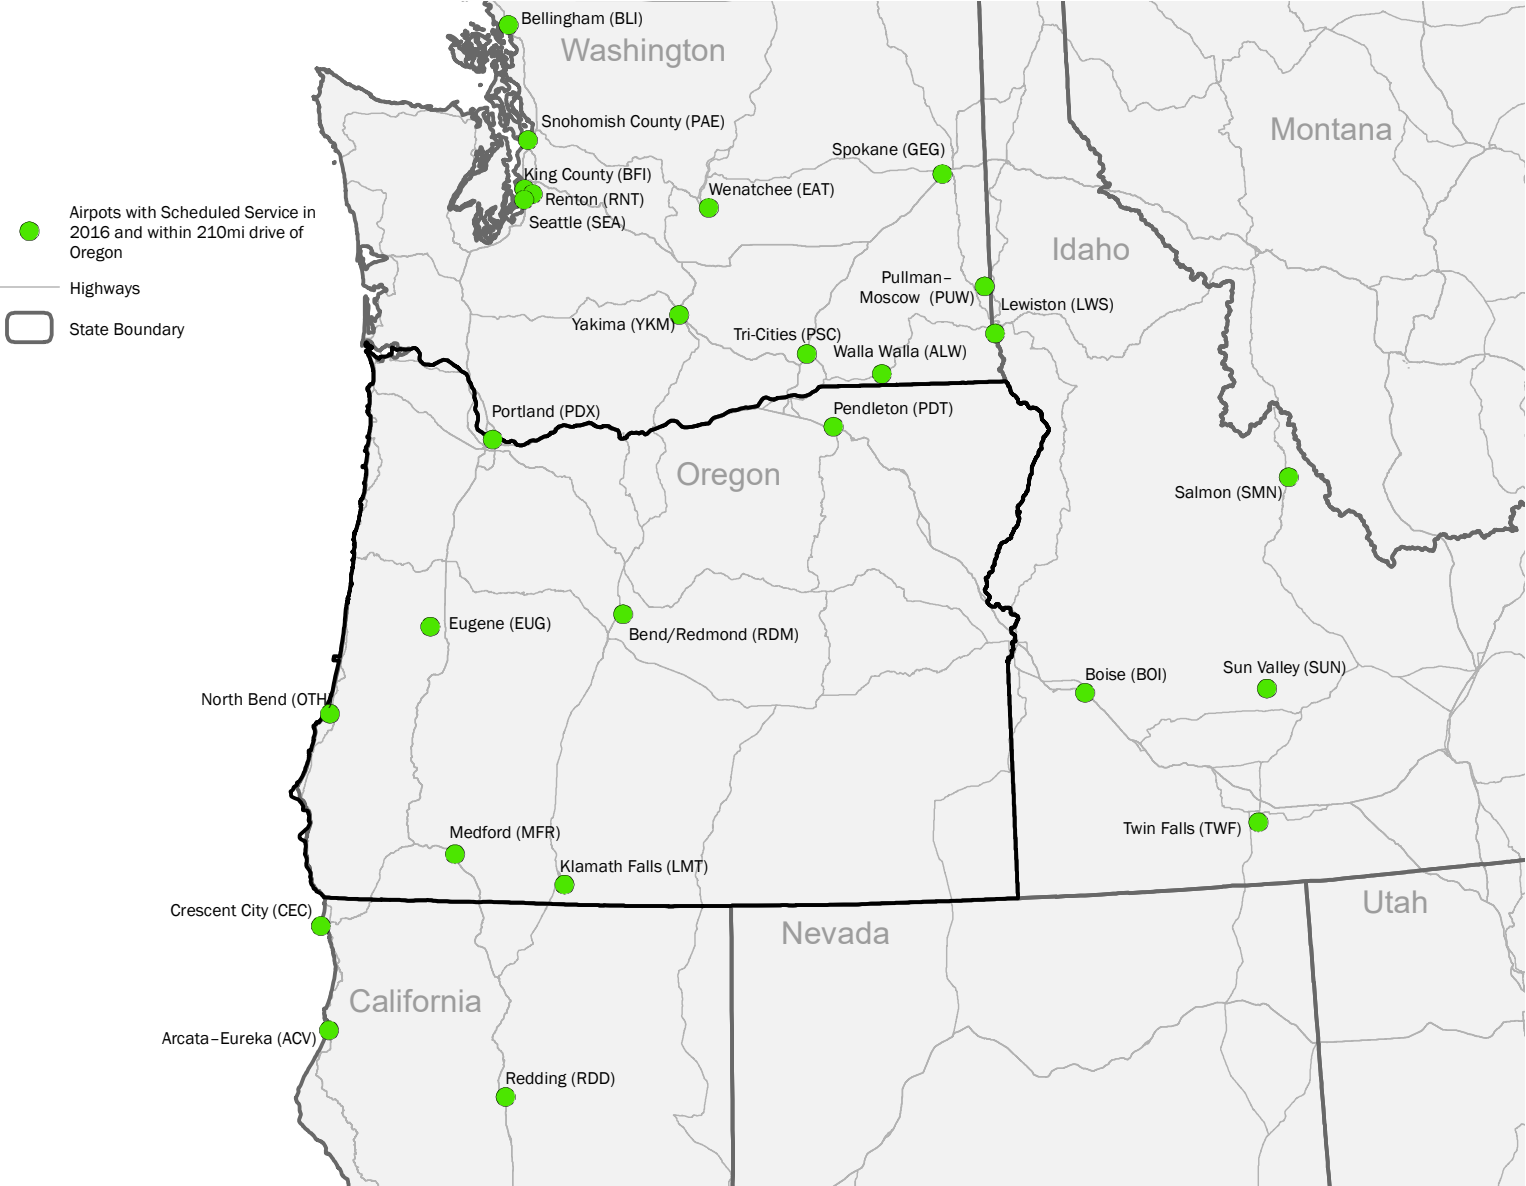 Bellingham (BLI)
Washington
Snohomish County (PAE)
Montana
Spokane (GEG)
King County (BFI)
Wenatchee (EAT)
Renton (RNT)
Seattle (SEA)
Airpots with Scheduled Service in
2016 and within 210mi drive of
Oregon
Highways
State Boundary
Idaho
Pullman–
Moscow (PUW)
Lewiston (LWS)
Yakima (YKM)
Tri-Cities (PSC)
Walla Walla (ALW)
Portland (PDX)
Pendleton (PDT)
Oregon
Salmon (SMN)
Eugene (EUG)
Bend/Redmond (RDM)
Boise (BOI)
Sun Valley (SUN)
North Bend (OTH
Medford (MFR)
Twin Falls (TWF)
Klamath Falls (LMT)
Crescent City (CEC)
Utah
Nevada
California
Arcata–Eureka (ACV)
Redding (RDD)